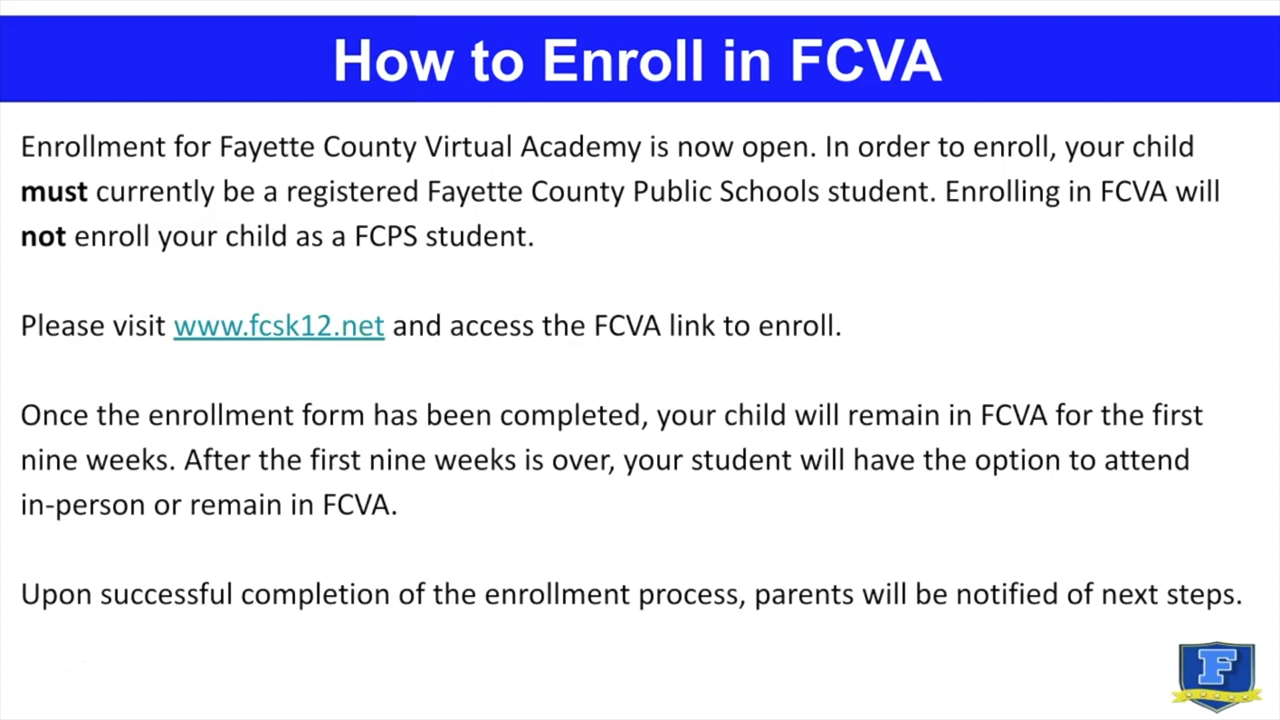 How to Enroll in FCVA
Enrollment for Fayette County Virtual Academy is now open. In order to enroll, your child
must currently be a registered Fayette County Public Schools student. Enrolling in FCVA will
not enroll your child as a FCPS student.
Please visit www.fcsk12.net and access the FCVA link to enroll.
Once the enrollment form has been completed, your child will remain in FCVA for the first
nine weeks. After the first nine weeks is over, your student will have the option to attend
in-person or remain in FCVA.
Upon successful completion of the enrollment process, parents will be notified of next steps.
F